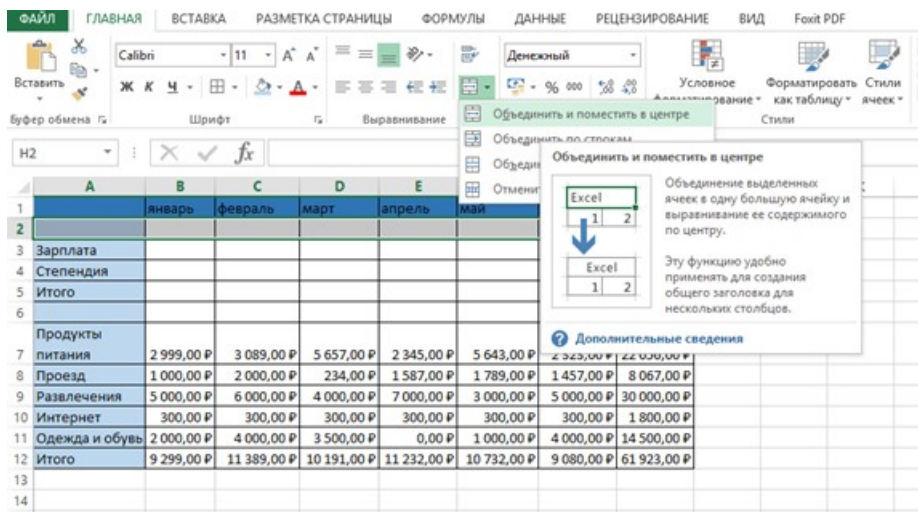 ФАЙЛ ГЛАВНАЯ ВСТАВКА РАЗМЕТКА СТРАНИЦЫ ФОРМУЛЫ ДАННЫЕ РЕЦЕНЗИРОВАНИЕ ВИД Foxit PDF
Calibri 11 Денежный
Вставить Ж К Ч % 000 Условное Форматировать Стили
как таблицу ячеек
Буфер обмена Шрифт Выравнивание Стили
Объединить и поместить в центре
Объединить по строкам
Объеди
Отменит
H2 fx
Объединить и поместить в центре
Excel
1 2
Excel
1 2
Объединение выделенных
ячеек в одну большую ячейку и
выравнивание ее содержимого
по центру.
Эту функцию удобно
применять для создания
общего заголовка для
нескольких столбцов.
Дополнительные сведения
A B C D E
1 январь февраль март апрель май
2
3 Зарплата
4 Степендия
5 Итого
6
Продукты
7 питания 2 999,00 ₽ 3 089,00 ₽ 5 657,00 ₽ 2 345,00 ₽ 5 643,00 ₽ 2 323,00 ₽ 22 056,00 ₽
8 Проезд 1 000,00 ₽ 2 000,00 ₽ 234,00 ₽ 1 587,00 ₽ 1 789,00 ₽ 1 457,00 ₽ 8 067,00 ₽
9 Развлечения 5 000,00 ₽ 6 000,00 ₽ 4 000,00 ₽ 7 000,00 ₽ 3 000,00 ₽ 5 000,00 ₽ 30 000,00 ₽
10 Интернет 300,00 ₽ 300,00 ₽ 300,00 ₽ 300,00 ₽ 300,00 ₽ 300,00 ₽ 1 800,00 ₽
11 Одежда и обувь 2 000,00 ₽ 4 000,00 ₽ 3 500,00 ₽ 0,00 ₽ 1 000,00 ₽ 4 000,00 ₽ 14 500,00 ₽
12 Итого 9 299,00 ₽ 11 389,00 ₽ 10 191,00 ₽ 11 232,00 ₽ 10 732,00 ₽ 9 080,00 ₽ 61 923,00 ₽
13
14